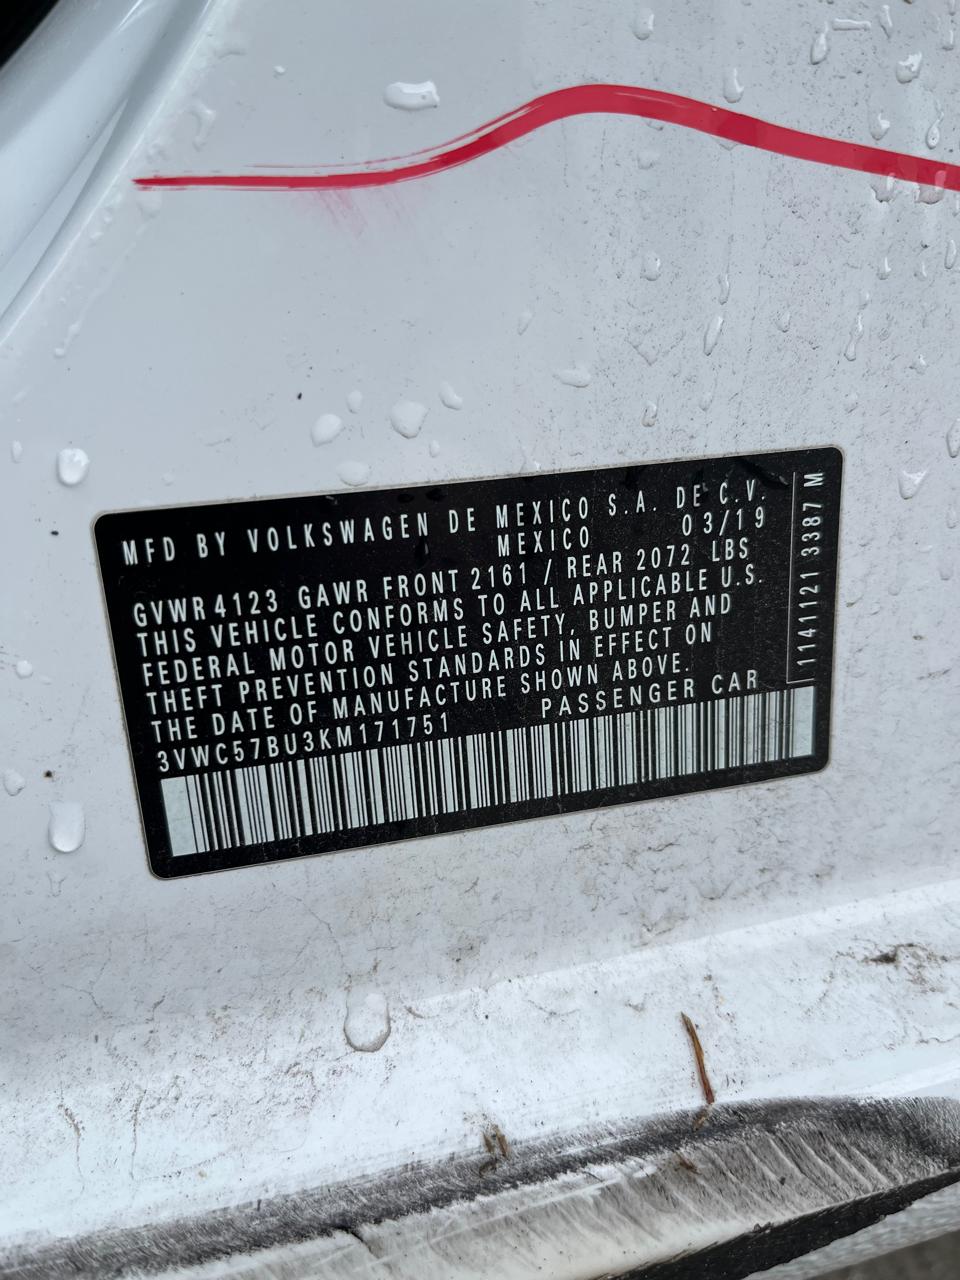 MFD BY VOLKSWAGEN DE MEXICO S.A. DE C.V.
MEXICO 03/19
GVWR 4123 GAWR FRONT 2161 / REAR 2072 LBS
THIS VEHICLE CONFORMS TO ALL APPLICABLE U.S.
FEDERAL MOTOR VEHICLE SAFETY, BUMPER AND
THEFT PREVENTION STANDARDS IN EFFECT ON
THE DATE OF MANUFACTURE SHOWN ABOVE.
3VWC57BU3KM171751 PASSENGER CAR
1141121 3387 M